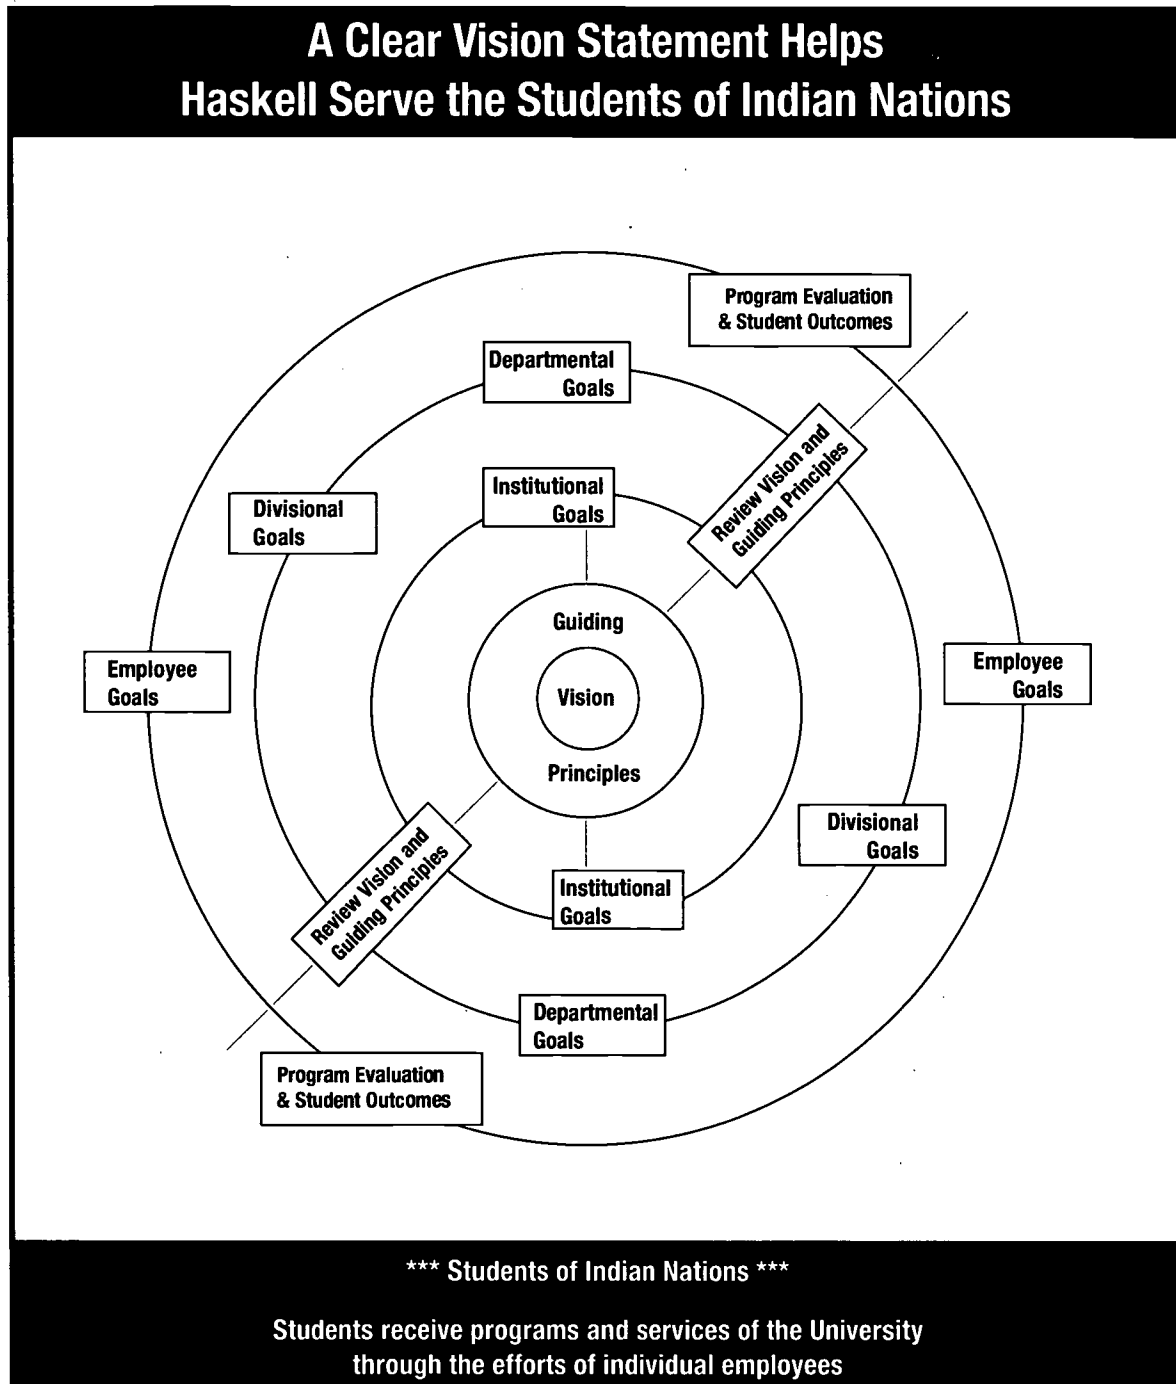 A Clear Vision Statement Helps
Haskell Serve the Students of Indian Nations
Program Evaluation
& Student Outcomes
Departmental
Goals
Review Vision and
Guiding Principles
Institutional
Goals
Divisional
Goals
Guiding
Employee
Goals
Vision
Employee
Goals
Principles
Divisional
Goals
Review Vision and
Guiding Principles
Institutional
Goals
Departmental
Goals
Program Evaluation
& Student Outcomes
*** Students of Indian Nations ***
Students receive programs and services of the University
through the efforts of individual employees